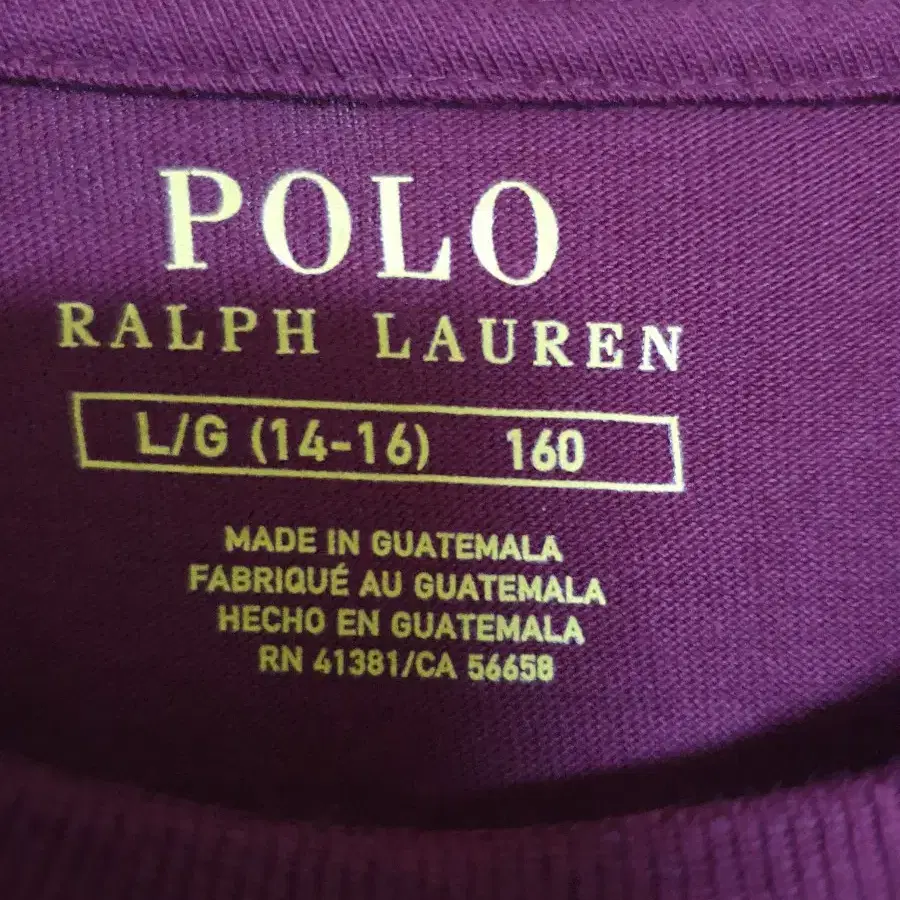 POLO
RALPH LAUREN
L/G (14-16) 160
MADE IN GUATEMALA
FABRIQUÉ AU GUATEMALA
HECHO EN GUATEMALA
RN 41381/CA 56658